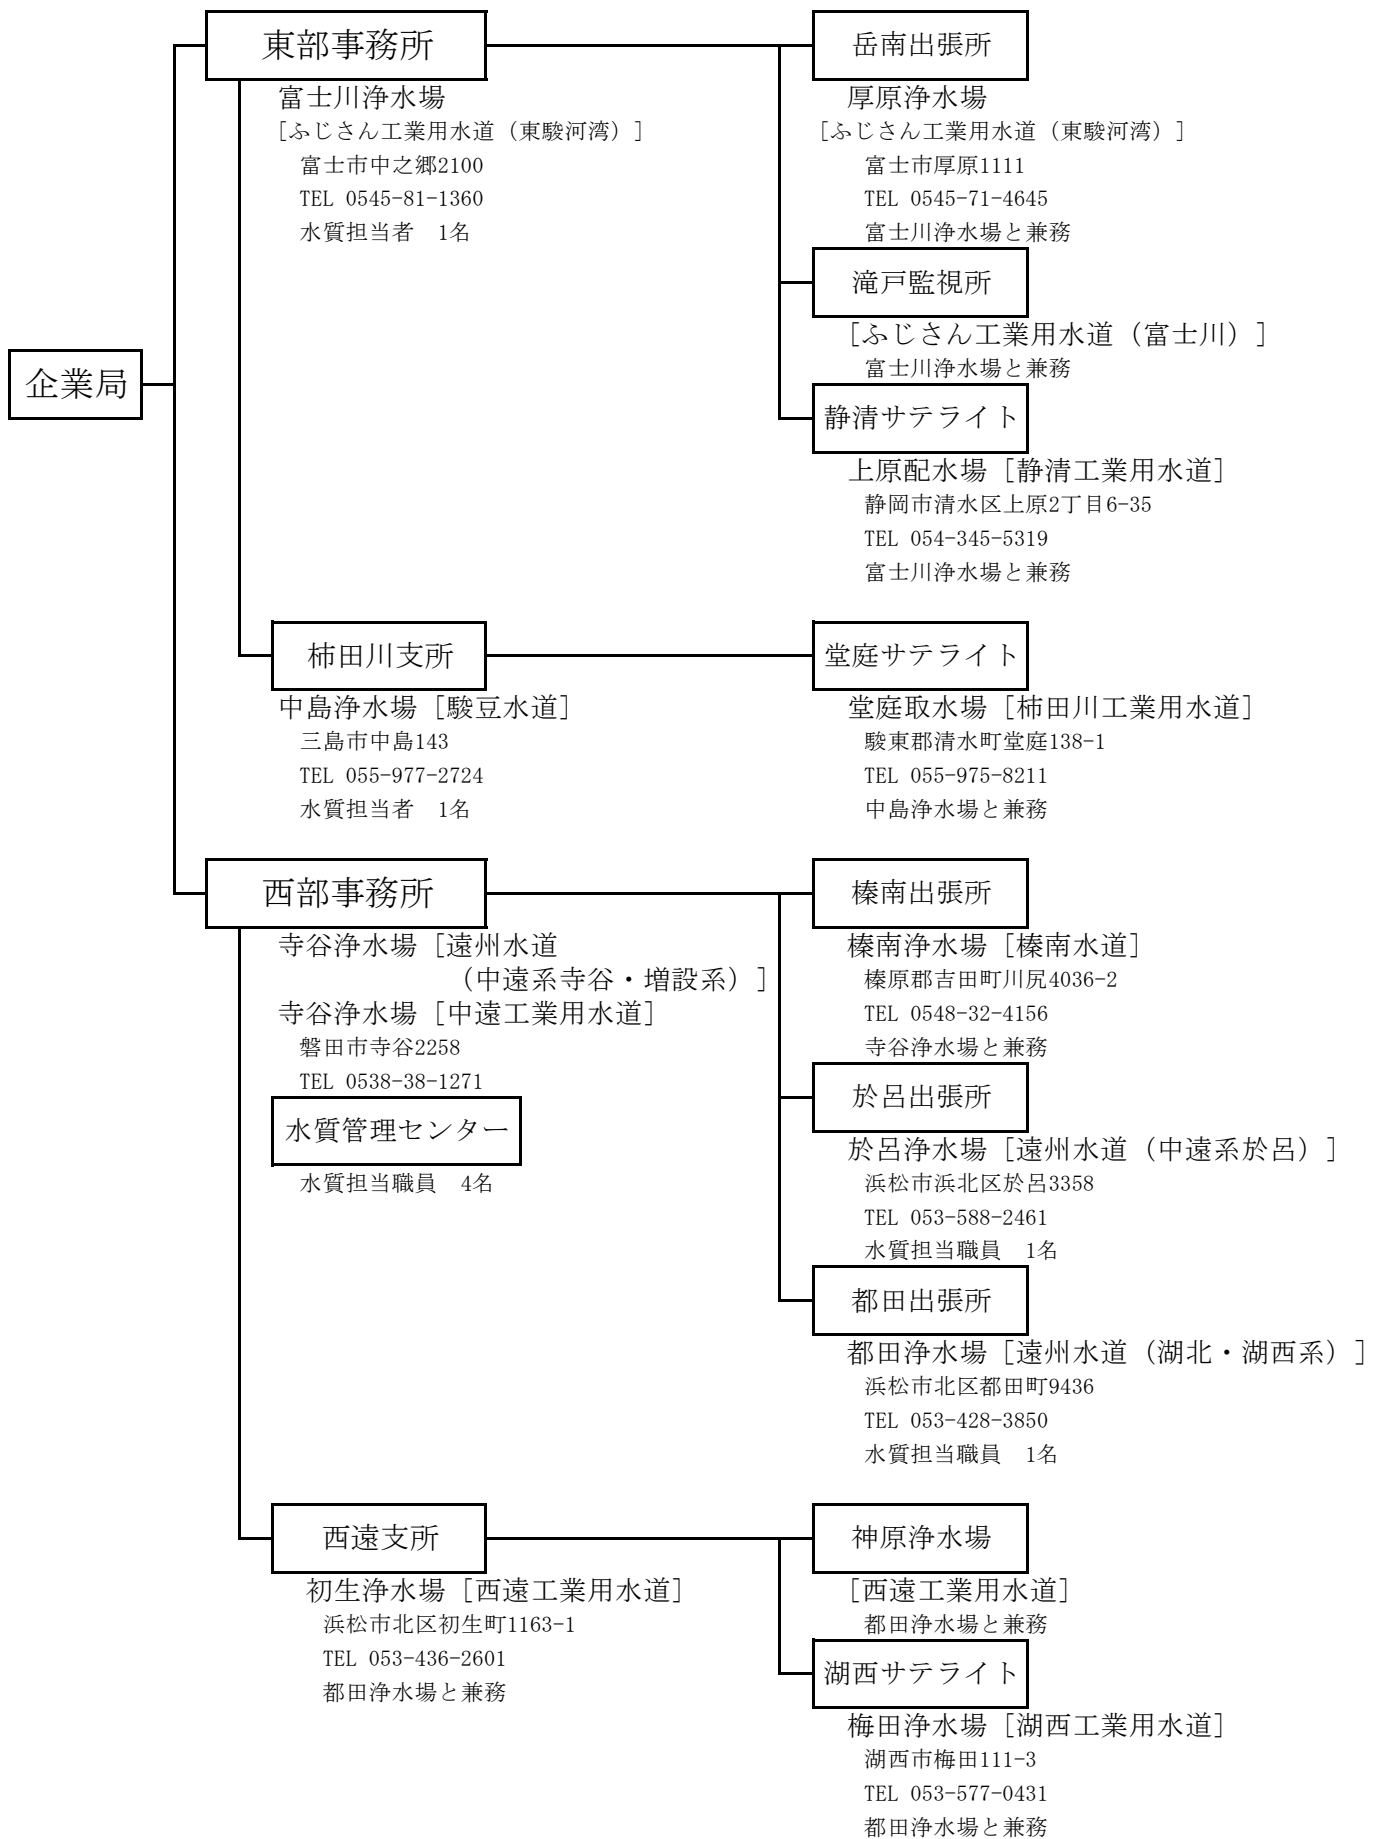 企業局
東部事務所
富士川浄水場
[ふじさん工業用水道（東駿河湾）]
富士市中之郷2100
TEL 0545-81-1360
水質担当者　1名
岳南出張所
厚原浄水場
[ふじさん工業用水道（東駿河湾）]
富士市厚原1111
TEL 0545-71-4645
富士川浄水場と兼務
滝戸監視所
[ふじさん工業用水道（富士川）]
富士川浄水場と兼務
静清サテライト
上原配水場［静清工業用水道］
静岡市清水区上原2丁目6-35
TEL 054-345-5319
富士川浄水場と兼務
柿田川支所
中島浄水場［駿豆水道］
三島市中島143
TEL 055-977-2724
水質担当者　1名
堂庭サテライト
堂庭取水場［柿田川工業用水道］
駿東郡清水町堂庭138-1
TEL 055-975-8211
中島浄水場と兼務
西部事務所
寺谷浄水場［遠州水道
（中遠系寺谷・増設系）］
寺谷浄水場［中遠工業用水道］
磐田市寺谷2258
TEL 0538-38-1271
水質管理センター
水質担当職員　4名
榛南出張所
榛南浄水場［榛南水道］
榛原郡吉田町川尻4036-2
TEL 0548-32-4156
寺谷浄水場と兼務
於呂出張所
於呂浄水場［遠州水道（中遠系於呂）］
浜松市浜北区於呂3358
TEL 053-588-2461
水質担当職員　1名
都田出張所
都田浄水場［遠州水道（湖北・湖西系）］
浜松市北区都田町9436
TEL 053-428-3850
水質担当職員　1名
西遠支所
初生浄水場［西遠工業用水道］
浜松市北区初生町1163-1
TEL 053-436-2601
都田浄水場と兼務
神原浄水場
［西遠工業用水道］
都田浄水場と兼務
湖西サテライト
梅田浄水場［湖西工業用水道］
湖西市梅田111-3
TEL 053-577-0431
都田浄水場と兼務